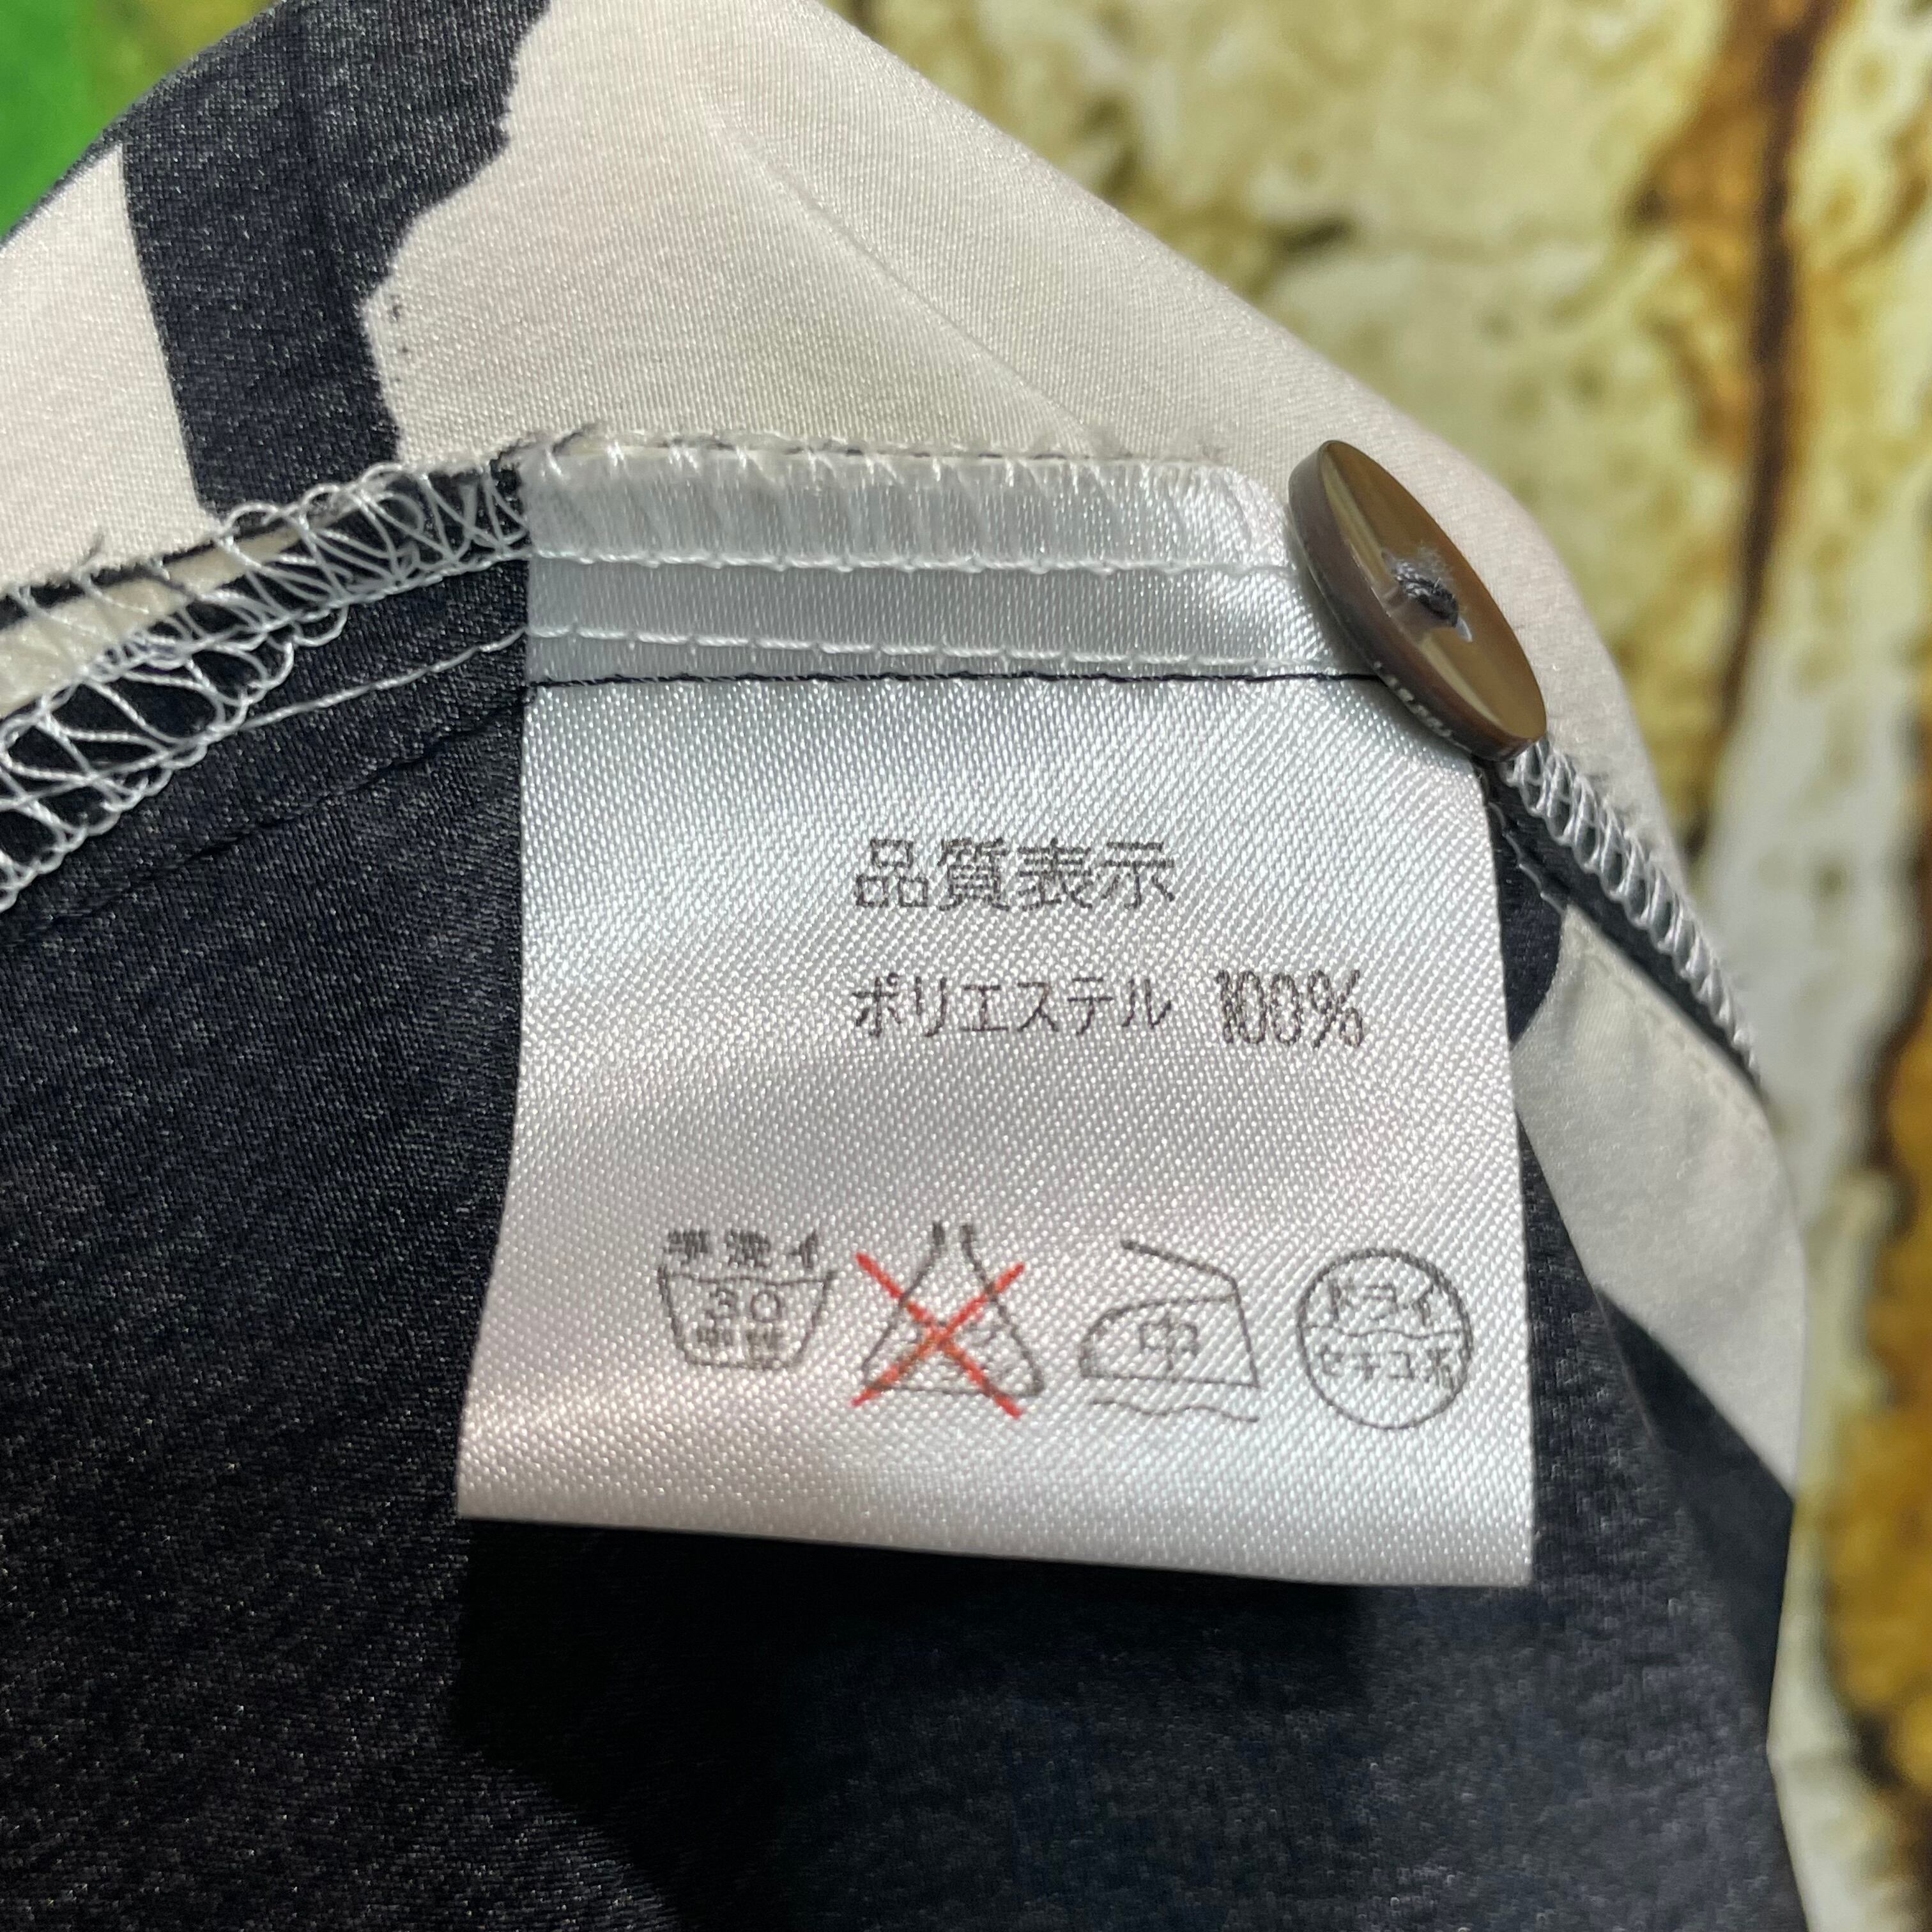 品質表示
ポリエステル 100%
手洗イ 30 中性
中
ドライ
セキユ系